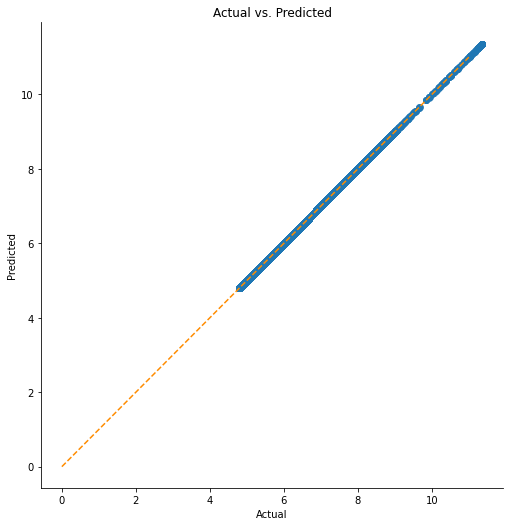 Actual vs. Predicted
10
8
6
4
2
0
Predicted
0 2 4 6 8 10
Actual